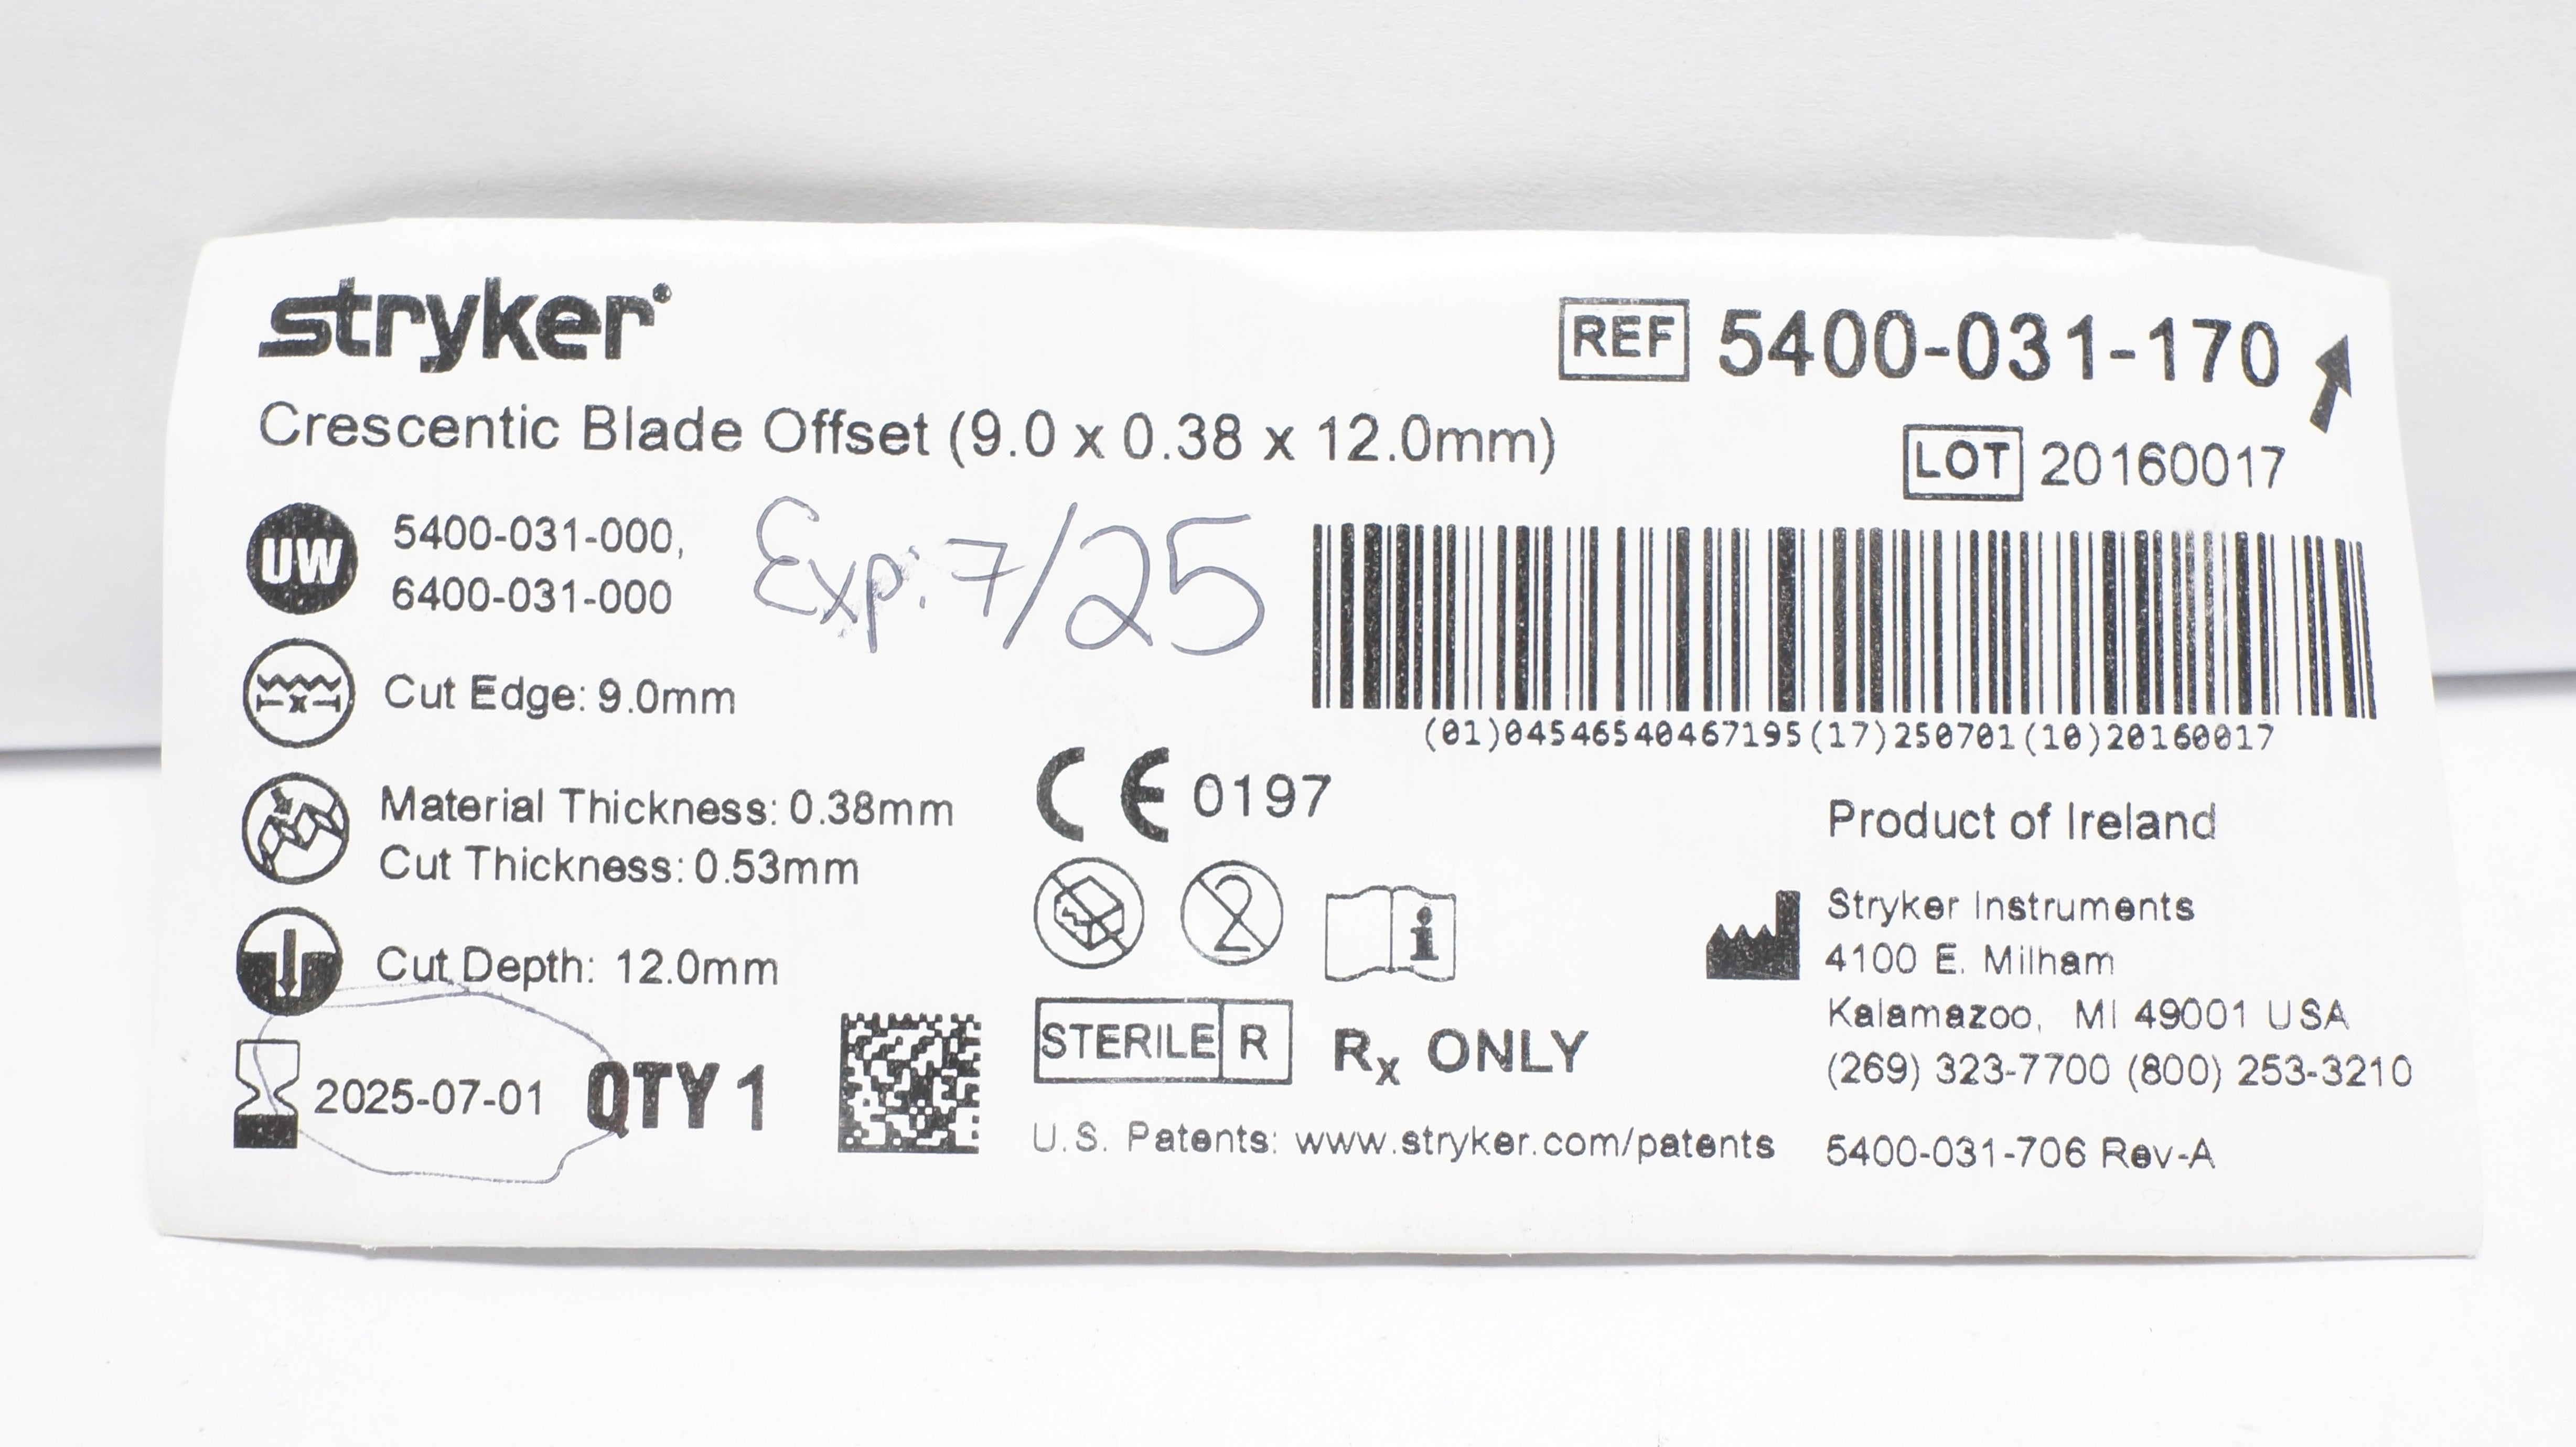 stryker
REF 5400-031-170
Crescentic Blade Offset (9.0 x 0.38 x 12.0mm)
LOT 20160017
UW 5400-031-000,
6400-031-000
Exp: 7/25
(01)04546540467195(17)250701(10)20160017
x Cut Edge: 9.0mm
Material Thickness: 0.38mm
Cut Thickness: 0.53mm
CE 0197
Product of Ireland
2
i
Stryker Instruments
4100 E. Milham
Kalamazoo, MI 49001 USA
(269) 323-7700 (800) 253-3210
Cut Depth: 12.0mm
2025-07-01 QTY 1
STERILE R Rx ONLY
U.S. Patents: www.stryker.com/patents
5400-031-706 Rev-A